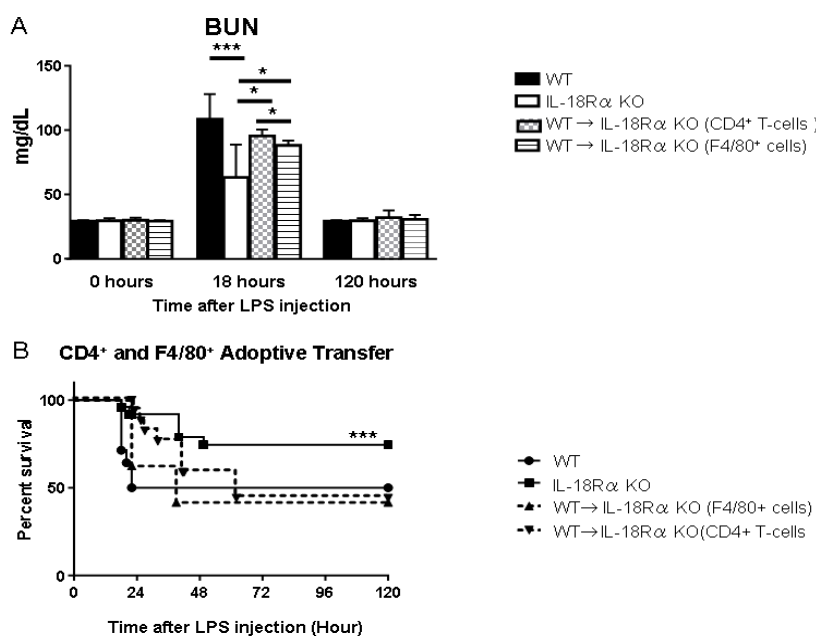 A
BUN
***
*
*
*
150
100
50
0
mg/dL
0 hours
18 hours
120 hours
Time after LPS injection
WT
IL-18Rα KO
WT → IL-18Rα KO (CD4⁺ T-cells )
WT → IL-18Rα KO (F4/80⁺ cells)
B
CD4⁺ and F4/80⁺ Adoptive Transfer
100
50
0
Percent survival
***
0
24
48
72
96
120
Time after LPS injection (Hour)
WT
IL-18Rα KO
WT→IL-18Rα KO (F4/80+ cells)
WT→IL-18Rα KO(CD4+ T-cells